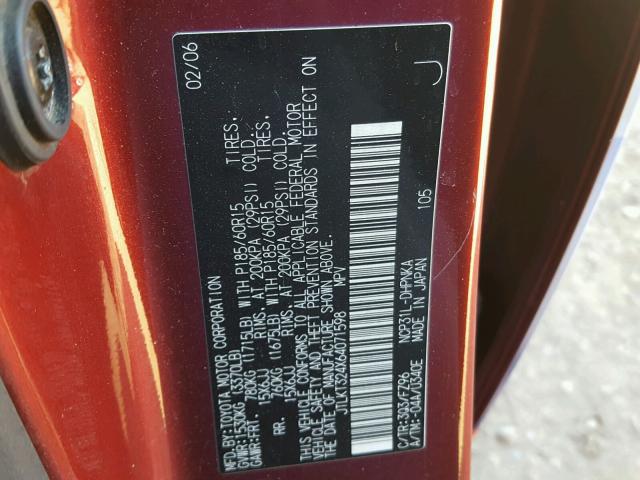 MFD.BY:TOYOTA MOTOR CORPORATION 02/06
GVWR:1530KG (3370LB)
GAWR:FRT. 780KG (1715LB) WITH P185/60R15 TIRES,
15X6JJ RIMS, AT 200KPA (29PSI) COLD.
RR. 760KG (1675LB) WITH P185/60R15 TIRES,
15X6JJ RIMS, AT 200KPA (29PSI) COLD.
THIS VEHICLE CONFORMS TO ALL APPLICABLE FEDERAL MOTOR
VEHICLE SAFETY AND THEFT PREVENTION STANDARDS IN EFFECT ON
THE DATE OF MANUFACTURE SHOWN ABOVE.
JTLKT324X64071598 MPV
J
105
C/TR:3Q3/F296 NCP31L-DHPNKA
A/TM:-04A/U340E MADE IN JAPAN